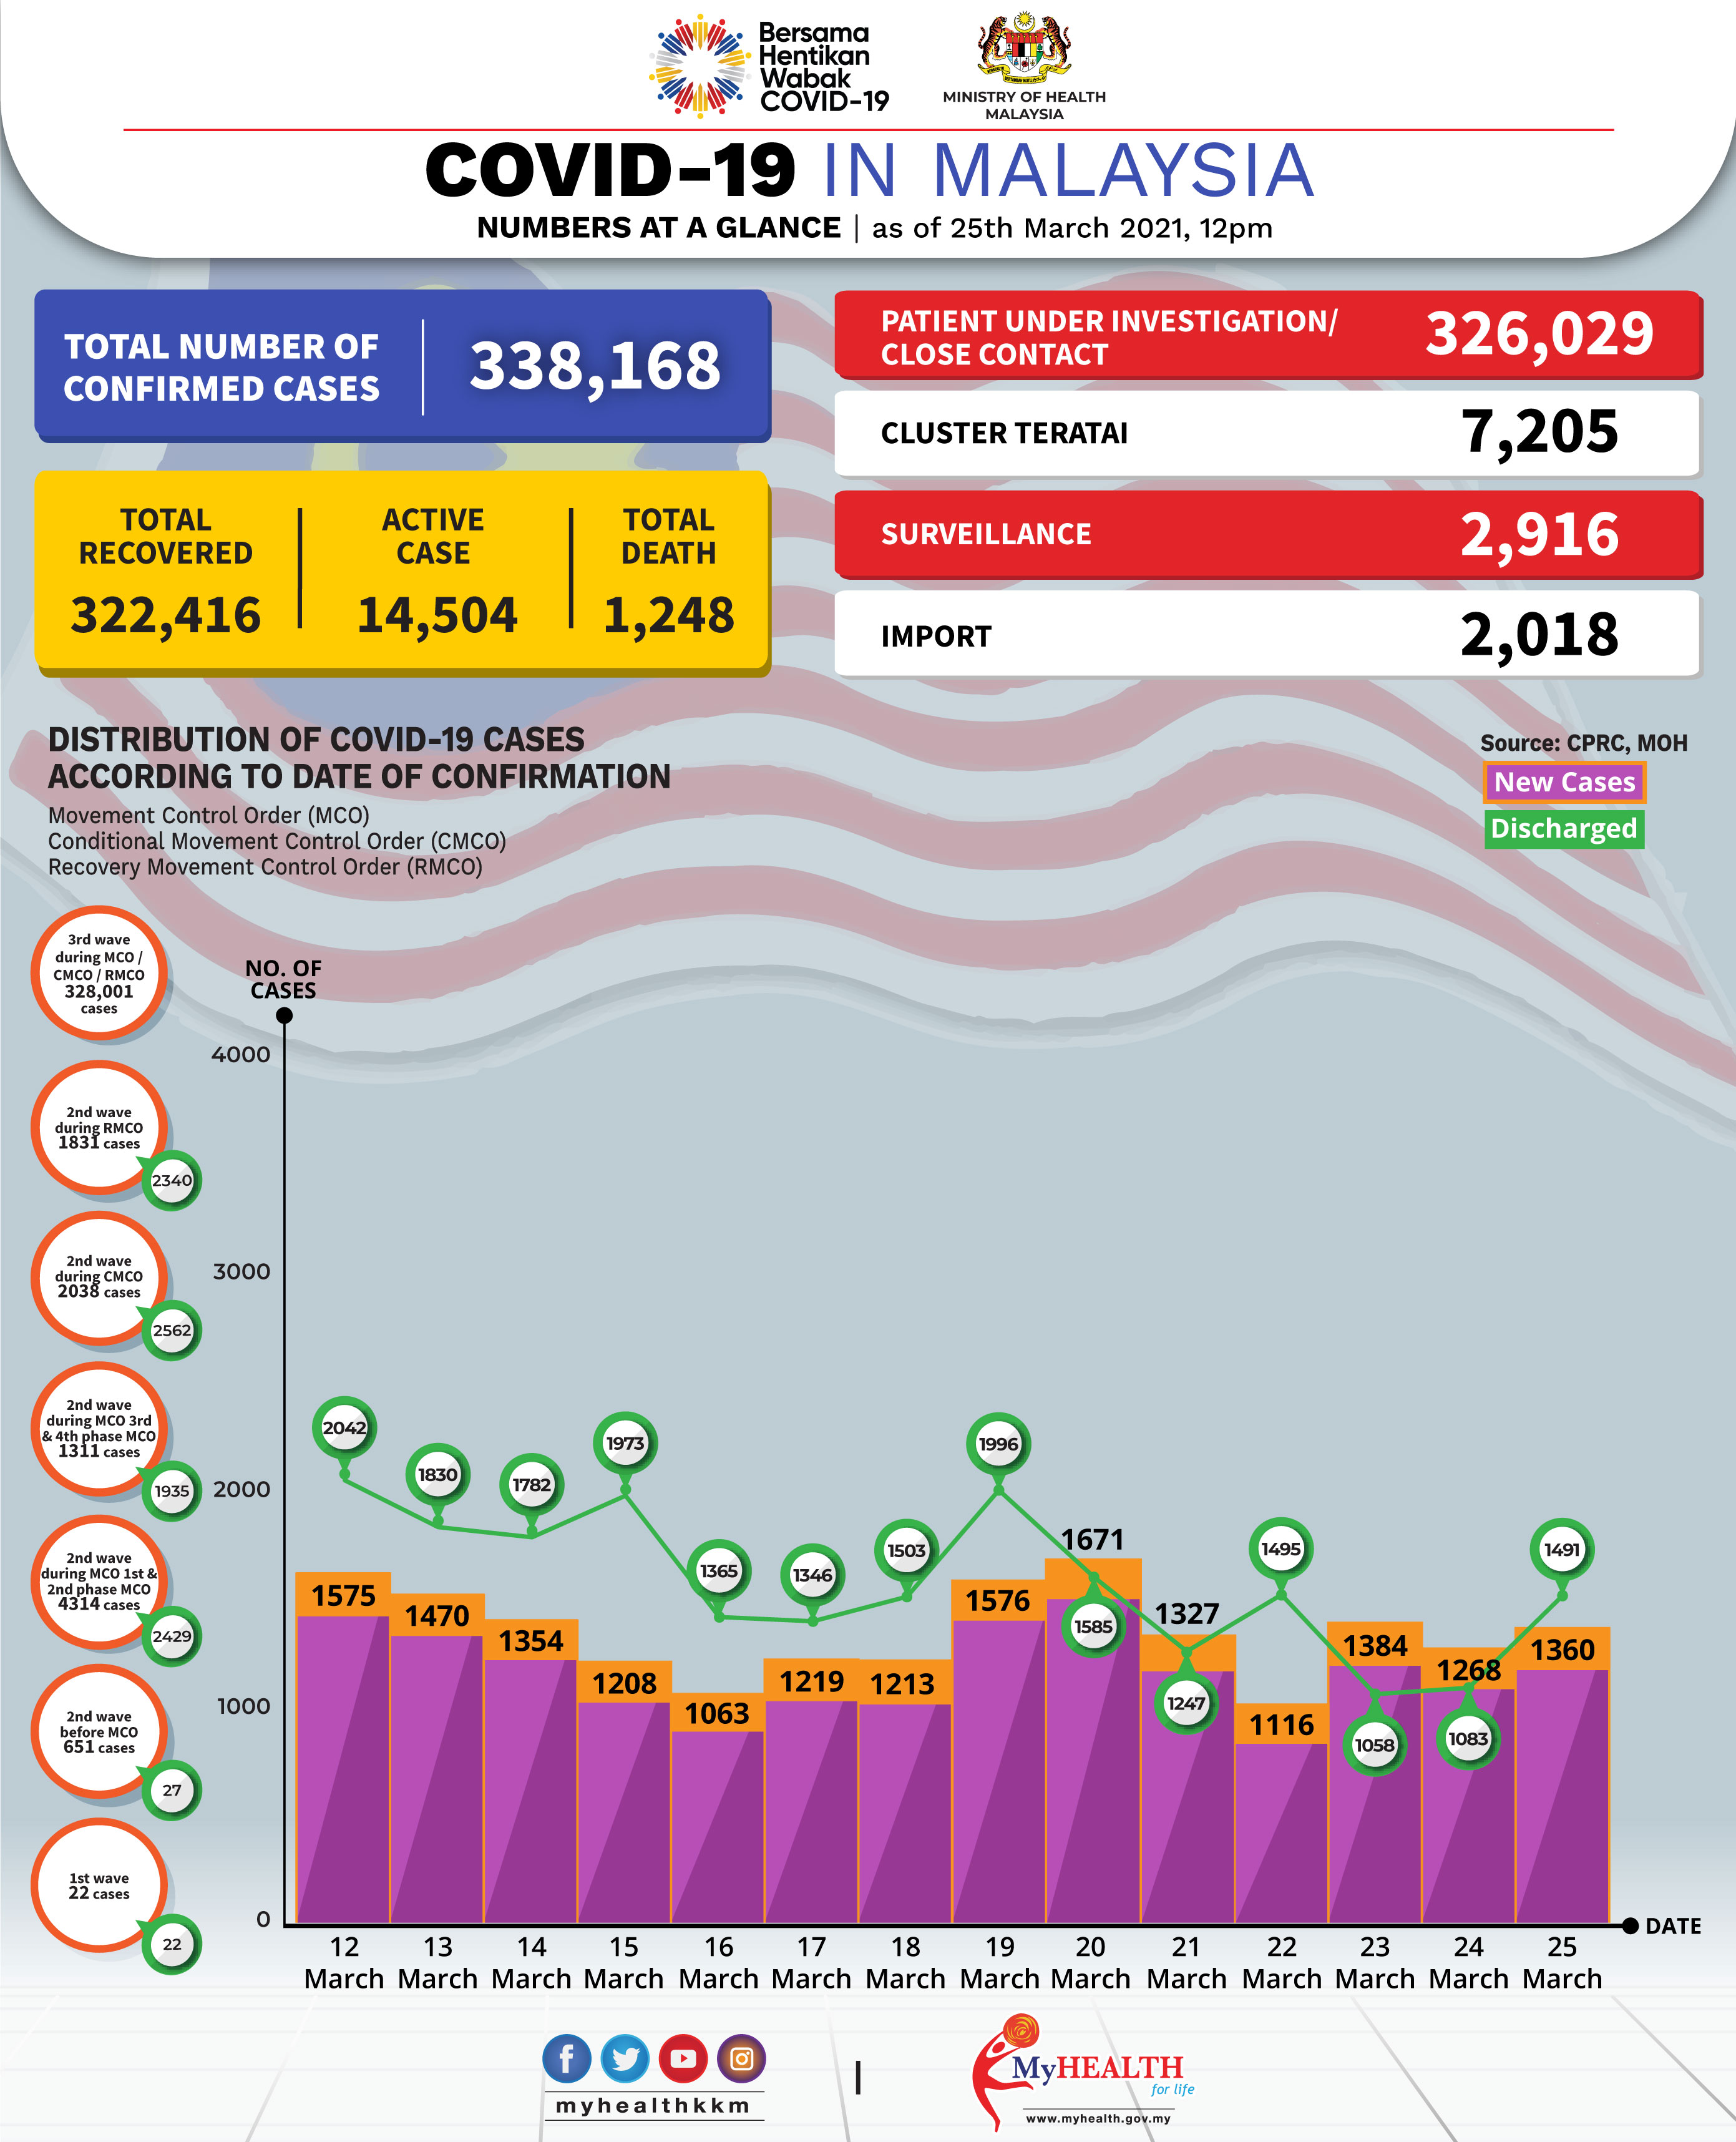 Bersama
Hentikan
Wabak
COVID-19
MINISTRY OF HEALTH
MALAYSIA
COVID-19 IN MALAYSIA
NUMBERS AT A GLANCE | as of 25th March 2021, 12pm
TOTAL NUMBER OF
CONFIRMED CASES
338,168
TOTAL
RECOVERED
322,416
ACTIVE
CASE
14,504
TOTAL
DEATH
1,248
PATIENT UNDER INVESTIGATION/
CLOSE CONTACT
326,029
CLUSTER TERATAI
7,205
SURVEILLANCE
2,916
IMPORT
2,018
DISTRIBUTION OF COVID-19 CASES
ACCORDING TO DATE OF CONFIRMATION
Movement Control Order (MCO)
Conditional Movement Control Order (CMCO)
Recovery Movement Control Order (RMCO)
Source: CPRC, MOH
New Cases
Discharged
3rd wave
during MCO /
CMCO / RMCO
328,001
cases
2nd wave
during RMCO
1831 cases
2340
2nd wave
during CMCO
2038 cases
2562
2nd wave
during MCO 3rd
& 4th phase MCO
1311 cases
1935
2nd wave
during MCO 1st &
2nd phase MCO
4314 cases
2429
2nd wave
before MCO
651 cases
27
1st wave
22 cases
22
NO. OF
CASES
4000
3000
2000
1000
0
2042
1830
1782
1973
1365
1346
1503
1996
1585
1247
1495
1058
1083
1491
1575
1470
1354
1208
1063
1219
1213
1576
1671
1327
1116
1384
1268
1360
DATE
12
March
13
March
14
March
15
March
16
March
17
March
18
March
19
March
20
March
21
March
22
March
23
March
24
March
25
March
myhealthkkm
MyHEALTH
for life
www.myhealth.gov.my